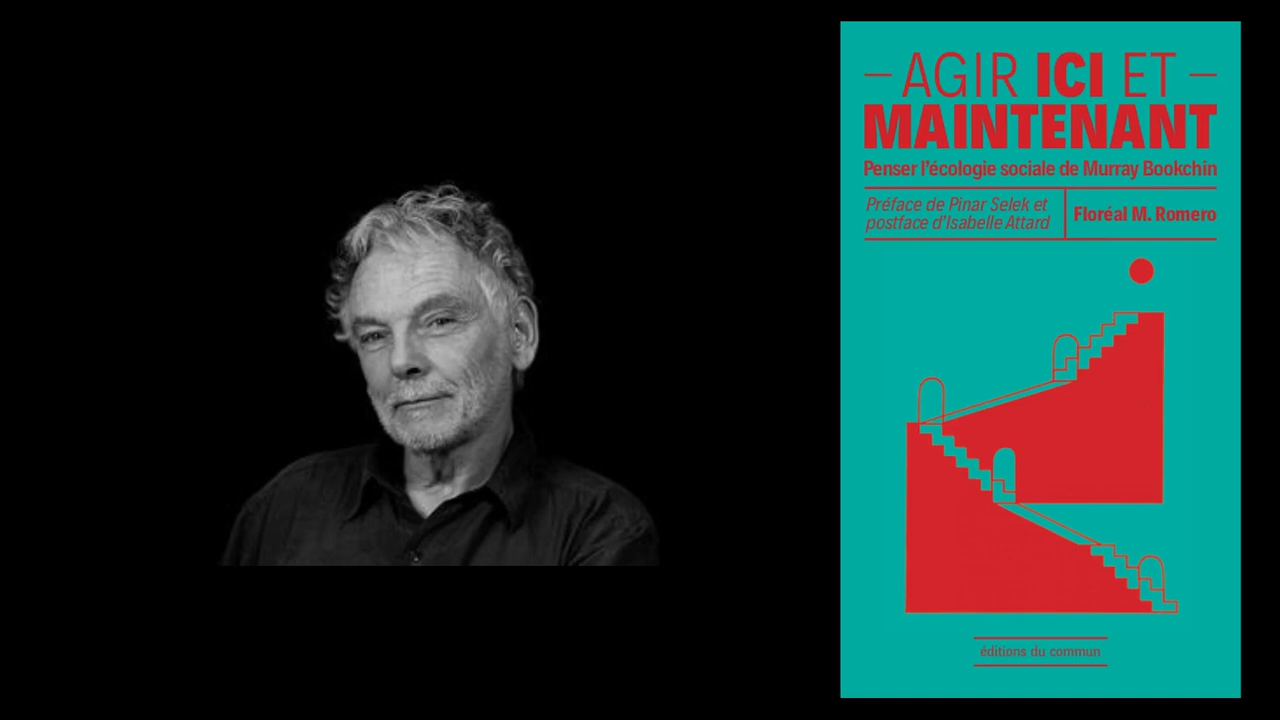 – AGIR ICI ET –
MAINTENANT
Penser l'écologie sociale de Murray Bookchin
Préface de Pinar Selek et
postface d'Isabelle Attard
Floréal M. Romero
éditions du commun